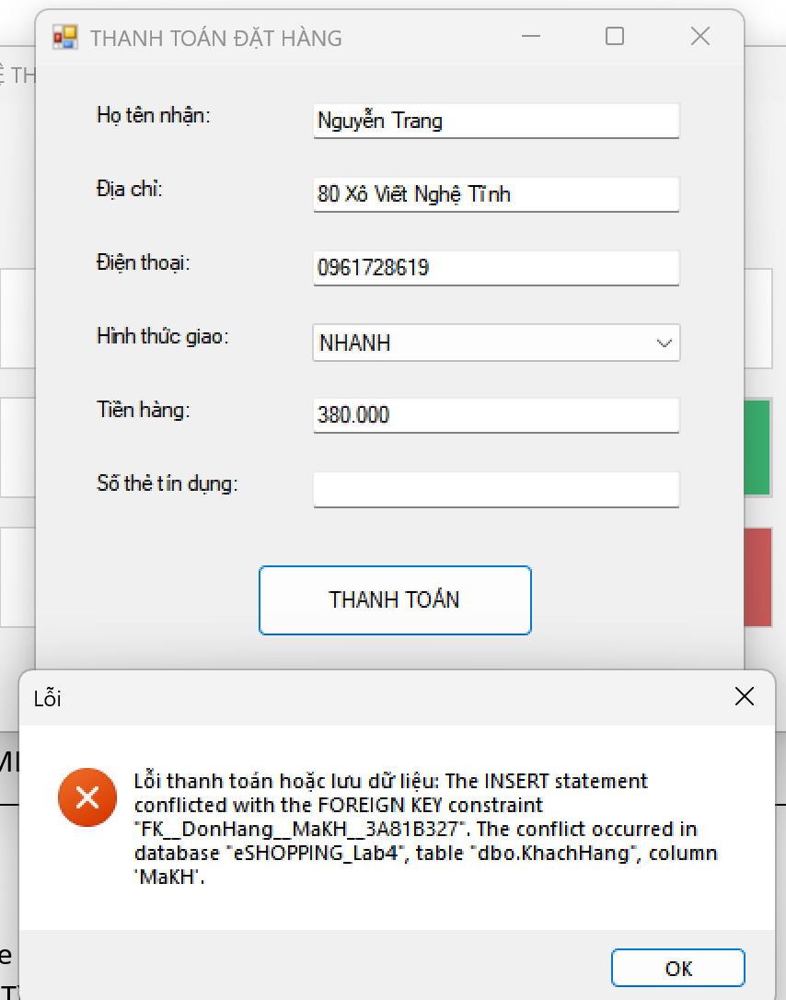 THANH TOÁN ĐẶT HÀNG
Ệ TH
Họ tên nhận:
Nguyễn Trang
Địa chỉ:
80 Xô Viết Nghệ Tĩnh
Điện thoại:
0961728619
Hình thức giao:
NHANH
Tiền hàng:
380.000
Số thẻ tín dụng:
THANH TOÁN
Lỗi
Lỗi thanh toán hoặc lưu dữ liệu: The INSERT statement
conflicted with the FOREIGN KEY constraint
"FK__DonHang__MaKH__3A81B327". The conflict occurred in
database "eSHOPPING_Lab4", table "dbo.KhachHang", column
'MaKH'.
OK